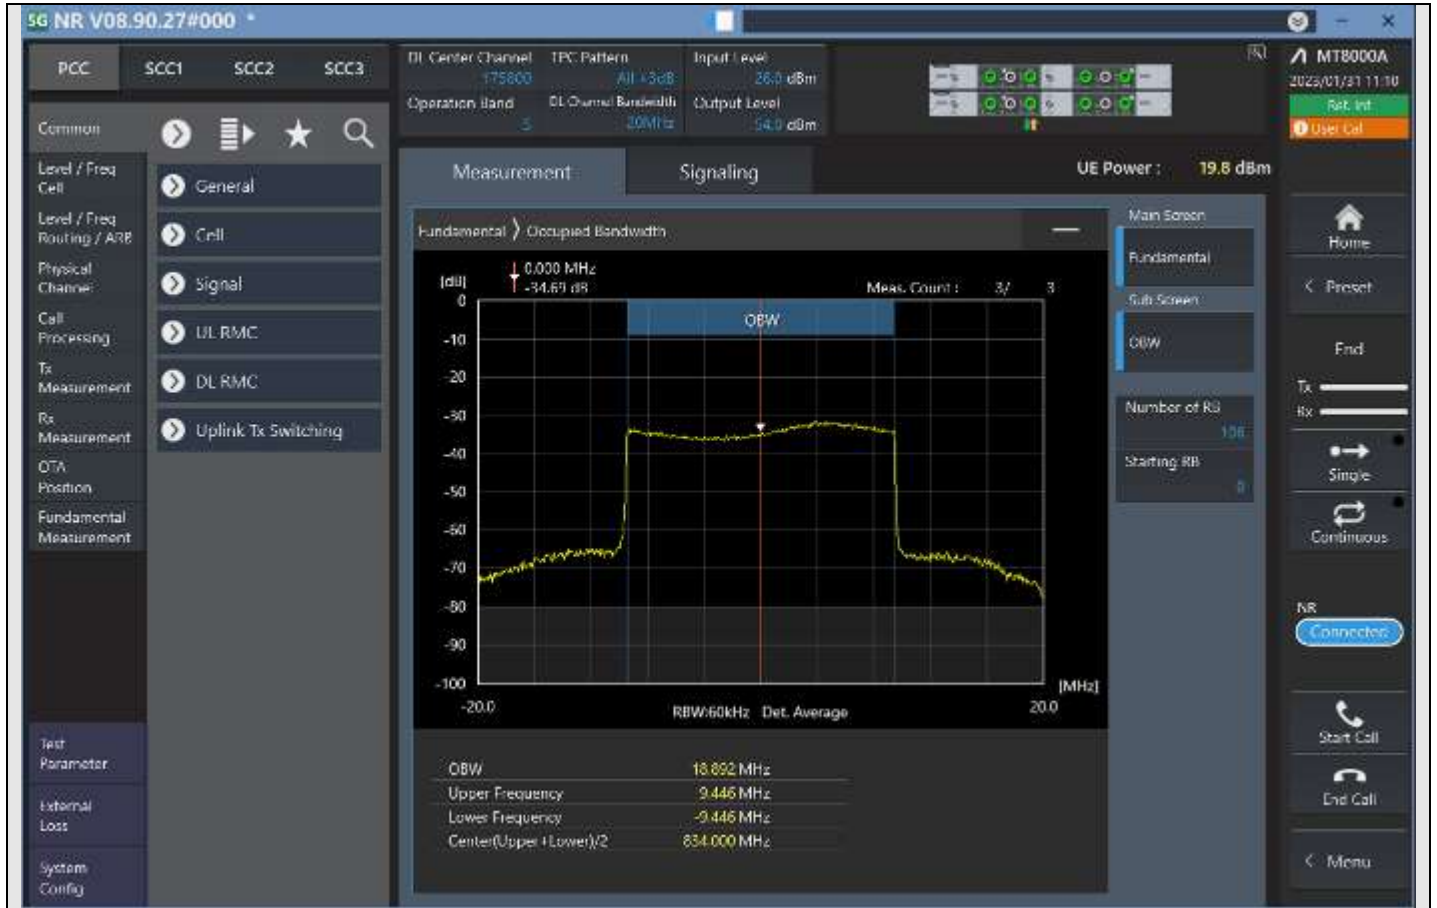 5G NR V08.90.27#000 *
PCC SCC1 SCC2 SCC3
DL Center Channel
175800
TPC Pattern
All +3dB
Input Level
26.0 dBm
Operation Band
5
DL Channel Bandwidth
20MHz
Output Level
-54.0 dBm
MT8000A
2023/01/31 11:10
Ref. Int
User Cal
Common
Level / Freq
Cell
Level / Freq
Routing / ARB
Physical
Channel
Call
Processing
Tx
Measurement
Rx
Measurement
OTA
Position
Fundamental
Measurement
Test
Parameter
External
Loss
System
Config
General
Cell
Signal
UL RMC
DL RMC
Uplink Tx Switching
Measurement Signaling
UE Power : 19.8 dBm
Fundamental > Occupied Bandwidth
0.000 MHz
-34.69 dB
[dB]
Meas. Count : 3/ 3
OBW
0
-10
-20
-30
-40
-50
-60
-70
-80
-90
-100
[MHz]
-20.0 20.0
RBW:60kHz Det. Average
OBW 18.892 MHz
Upper Frequency 9.446 MHz
Lower Frequency -9.446 MHz
Center(Upper+Lower)/2 834.000 MHz
Main Screen
Fundamental
Sub Screen
OBW
Number of RB
106
Starting RB
0
Home
< Preset
End
Tx
Rx
Single
Continuous
NR
Connected
Start Call
End Call
< Menu